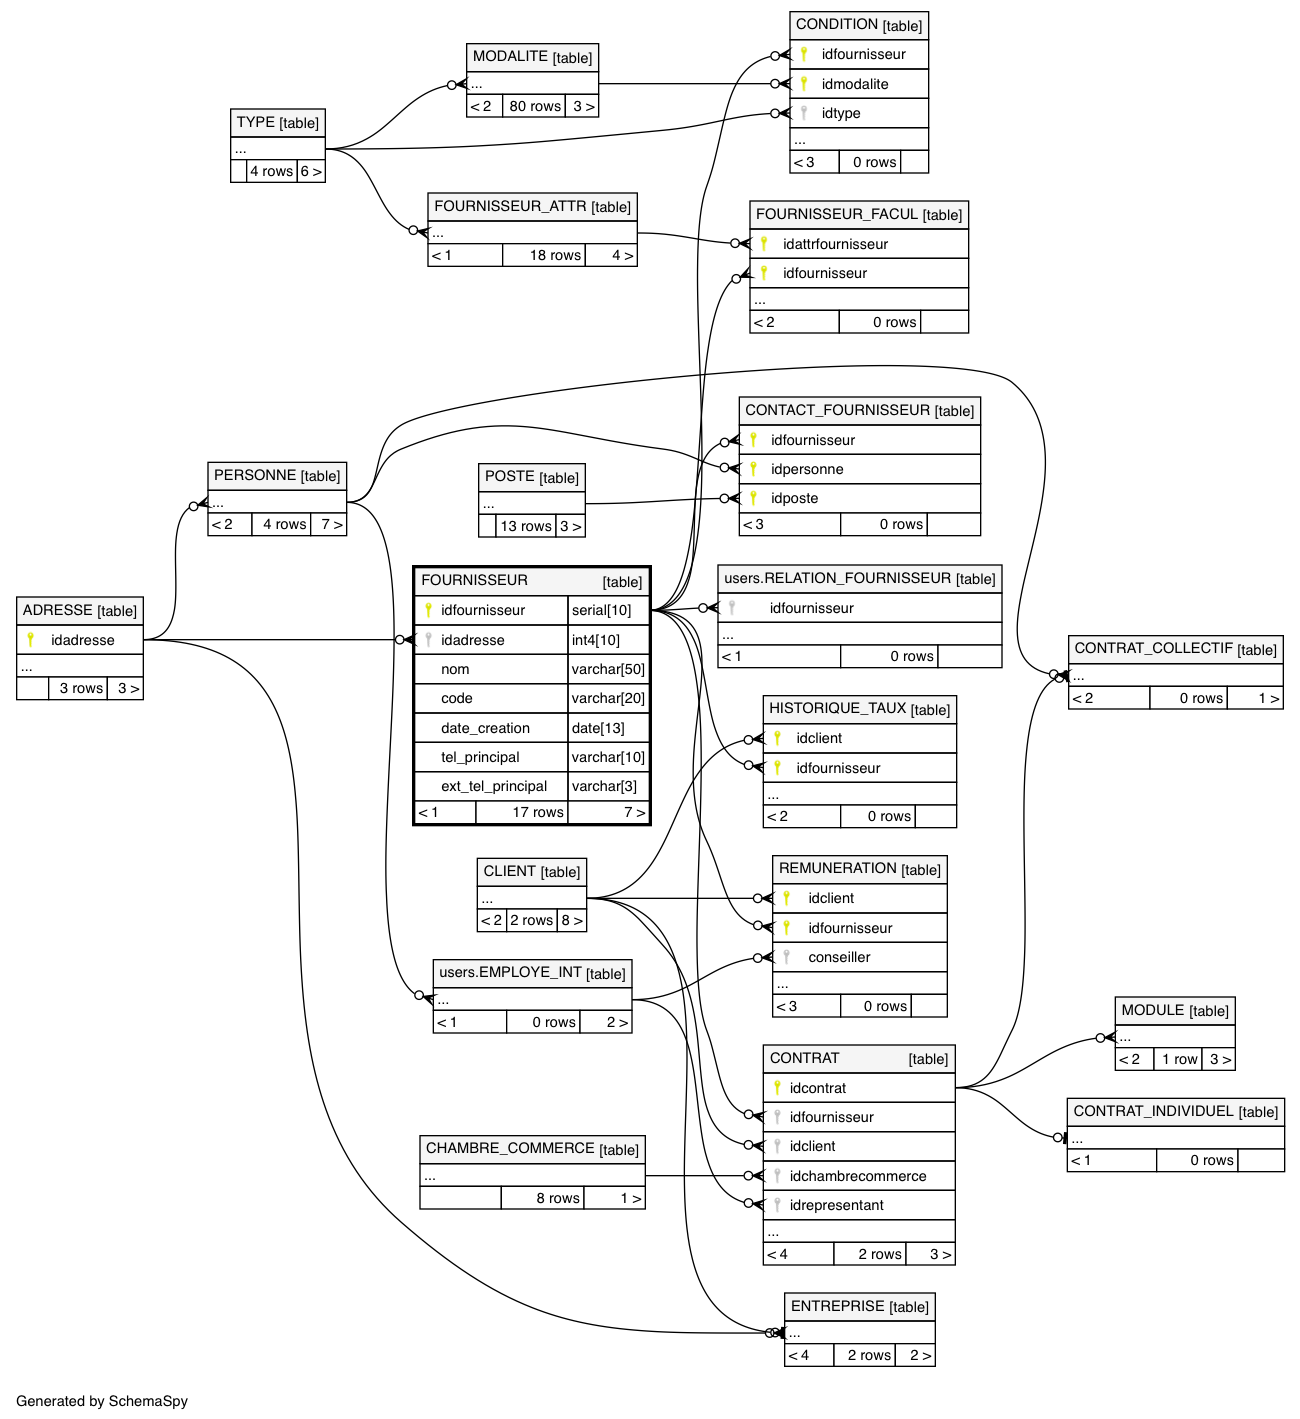 CONDITION [table]
idfournisseur
idmodalite
idtype
...
< 3 0 rows
MODALITE [table]
...
< 2 80 rows 3 >
TYPE [table]
...
4 rows 6 >
FOURNISSEUR_ATTR [table]
...
< 1 18 rows 4 >
FOURNISSEUR_FACUL [table]
idattrfournisseur
idfournisseur
...
< 2 0 rows
CONTACT_FOURNISSEUR [table]
idfournisseur
idpersonne
idposte
< 3 0 rows
PERSONNE [table]
...
< 2 4 rows 7 >
POSTE [table]
...
13 rows 3 >
FOURNISSEUR [table]
idfournisseur serial[10]
idadresse int4[10]
nom varchar[50]
code varchar[20]
date_creation date[13]
tel_principal varchar[10]
ext_tel_principal varchar[3]
< 1 17 rows 7 >
users.RELATION_FOURNISSEUR [table]
idfournisseur
...
< 1 0 rows
ADRESSE [table]
idadresse
...
3 rows 3 >
CONTRAT_COLLECTIF [table]
...
< 2 0 rows 1 >
HISTORIQUE_TAUX [table]
idclient
idfournisseur
...
< 2 0 rows
CLIENT [table]
...
< 2 2 rows 8 >
REMUNERATION [table]
idclient
idfournisseur
conseiller
...
< 3 0 rows
users.EMPLOYE_INT [table]
...
< 1 0 rows 2 >
MODULE [table]
...
< 2 1 row 3 >
CONTRAT [table]
idcontrat
idfournisseur
idclient
idchambrecommerce
idrepresentant
...
< 4 2 rows 3 >
CONTRAT_INDIVIDUEL [table]
...
< 1 0 rows
CHAMBRE_COMMERCE [table]
...
8 rows 1 >
ENTREPRISE [table]
...
< 4 2 rows 2 >
Generated by SchemaSpy